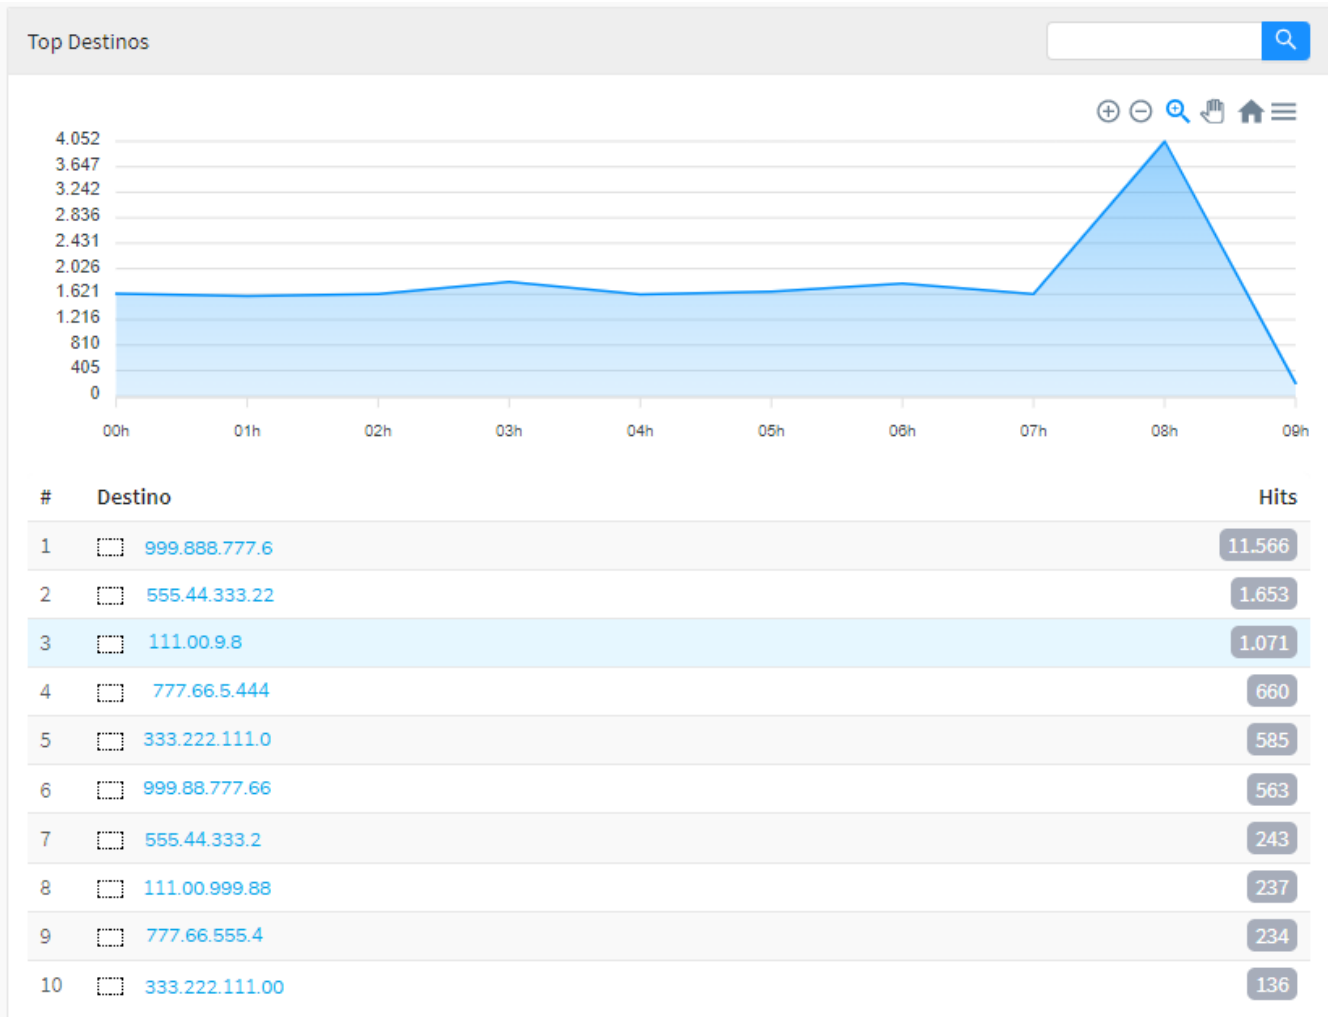 Top Destinos
4.052
3.647
3.242
2.836
2.431
2.026
1.621
1.216
810
405
0
00h 01h 02h 03h 04h 05h 06h 07h 08h 09h
# Destino Hits
1 999.888.777.6 11.566
2 555.44.333.22 1.653
3 111.00.9.8 1.071
4 777.66.5.444 660
5 333.222.111.0 585
6 999.88.777.66 563
7 555.44.333.2 243
8 111.00.999.88 237
9 777.66.555.4 234
10 333.222.111.00 136